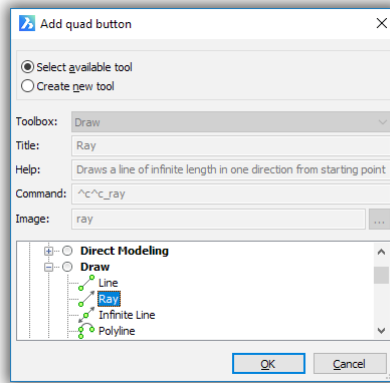 Add quad button
Select available tool
Create new tool
Toolbox: Draw
Title: Ray
Help: Draws a line of infinite length in one direction from starting point
Command: ^c^c_ray
Image: ray ...
Direct Modeling
Draw
Line
Ray
Infinite Line
Polyline
OK Cancel